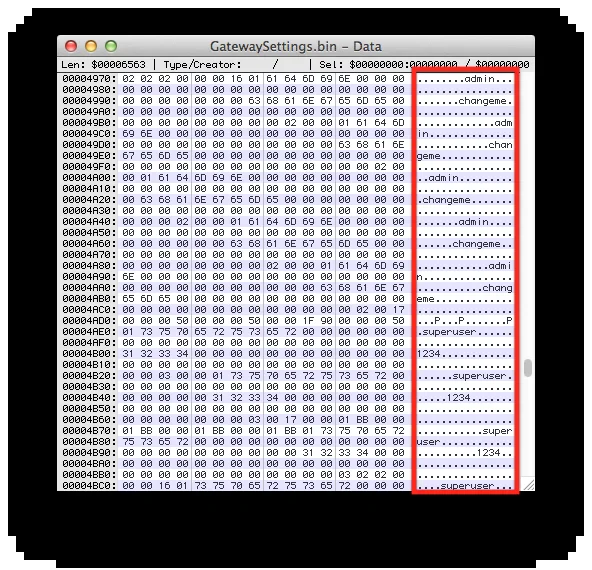 GatewaySettings.bin – Data
Len: $00006563 | Type/Creator:     /     | Sel: $00000000:00000000 / $00000000
00004970: 02 02 02 00 00 00 16 01 61 64 6D 69 6E 00 00 00 ........admin...
00004980: 00 00 00 00 00 00 00 00 00 00 00 00 00 00 00 00 ................
00004990: 00 00 00 00 00 00 63 68 61 6E 67 65 6D 65 00 00 .......changeme.
000049A0: 00 00 00 00 00 00 00 00 00 00 00 00 00 00 00 00 ................
000049B0: 00 00 00 00 00 00 00 00 02 00 00 01 61 64 6D .............adm
000049C0: 69 6E 00 00 00 00 00 00 00 00 00 00 00 00 00 00 in..............
000049D0: 00 00 00 00 00 00 00 00 00 00 00 00 63 68 61 6E ............chan
000049E0: 67 65 6D 65 00 00 00 00 00 00 00 00 00 00 00 00 geme............
000049F0: 00 00 00 00 00 00 00 00 00 00 00 00 00 00 02 00 ................
00004A00: 00 01 61 64 6D 69 6E 00 00 00 00 00 00 00 00 00 ..admin.........
00004A10: 00 00 00 00 00 00 00 00 00 00 00 00 00 00 00 00 ................
00004A20: 00 63 68 61 6E 67 65 6D 65 00 00 00 00 00 00 00 .changeme.......
00004A30: 00 00 00 00 00 00 00 00 00 00 00 00 00 00 00 00 ................
00004A40: 00 00 00 02 00 00 01 61 64 6D 69 6E 00 00 00 00 .......admin....
00004A50: 00 00 00 00 00 00 00 00 00 00 00 00 00 00 00 00 ................
00004A60: 00 00 00 00 00 00 63 68 61 6E 67 65 6D 65 00 00 ......changeme..
00004A70: 00 00 00 00 00 00 00 00 00 00 00 00 00 00 00 00 ................
00004A80: 00 00 00 00 00 00 00 00 02 00 00 01 61 64 6D 69 ............admi
00004A90: 6E 00 00 00 00 00 00 00 00 00 00 00 00 00 00 00 n...............
00004AA0: 00 00 00 00 00 00 00 00 00 00 00 63 68 61 6E 67 ...........chang
00004AB0: 65 6D 65 00 00 00 00 00 00 00 00 00 00 00 00 00 eme.............
00004AC0: 00 00 00 00 00 00 00 00 00 00 00 00 02 00 00 17 ................
00004AD0: 00 00 00 50 00 00 00 50 00 00 1F 90 00 00 00 50 ...P...P.......P
00004AE0: 01 73 75 70 65 72 75 73 65 72 00 00 00 00 00 00 .superuser......
00004AF0: 00 00 00 00 00 00 00 00 00 00 00 00 00 00 00 00 ................
00004B00: 31 32 33 34 00 00 00 00 00 00 00 00 00 00 00 00 1234............
00004B10: 00 00 00 00 00 00 00 00 00 00 00 00 00 00 00 00 ................
00004B20: 00 00 03 00 00 01 73 75 70 65 72 75 73 65 72 00 ......superuser.
00004B30: 00 00 00 00 00 00 00 00 00 00 00 00 00 00 00 00 ................
00004B40: 00 00 00 00 00 31 32 33 34 00 00 00 00 00 00 00 .....1234.......
00004B50: 00 00 00 00 00 00 00 00 00 00 00 00 00 00 00 00 ................
00004B60: 00 00 00 00 00 00 00 03 00 17 00 00 01 BB 00 00 ................
00004B70: 01 BB 00 00 01 BB 00 00 01 BB 01 73 75 70 65 72 ...........super
00004B80: 75 73 65 72 00 00 00 00 00 00 00 00 00 00 00 00 user............
00004B90: 00 00 00 00 00 00 00 00 00 00 31 32 33 34 00 00 ..........1234..
00004BA0: 00 00 00 00 00 00 00 00 00 00 00 00 00 00 00 00 ................
00004BB0: 00 00 00 00 00 00 00 00 00 00 00 00 03 02 02 00 ................
00004BC0: 00 00 16 01 73 75 70 65 72 75 73 65 72 00 00 00 ....superuser...